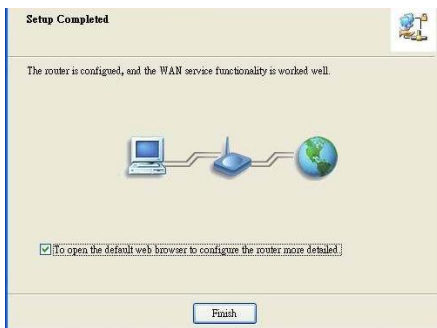 Setup Completed
The router is configued, and the WAN service functionality is worked well.
To open the default web browser to configure the router more detailed.
Finish